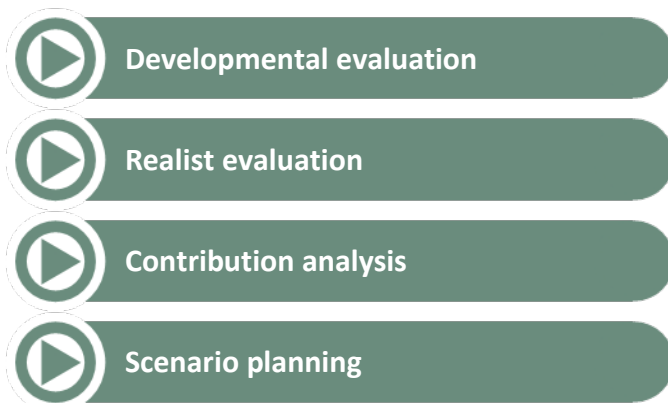 Developmental evaluation
Realist evaluation
Contribution analysis
Scenario planning